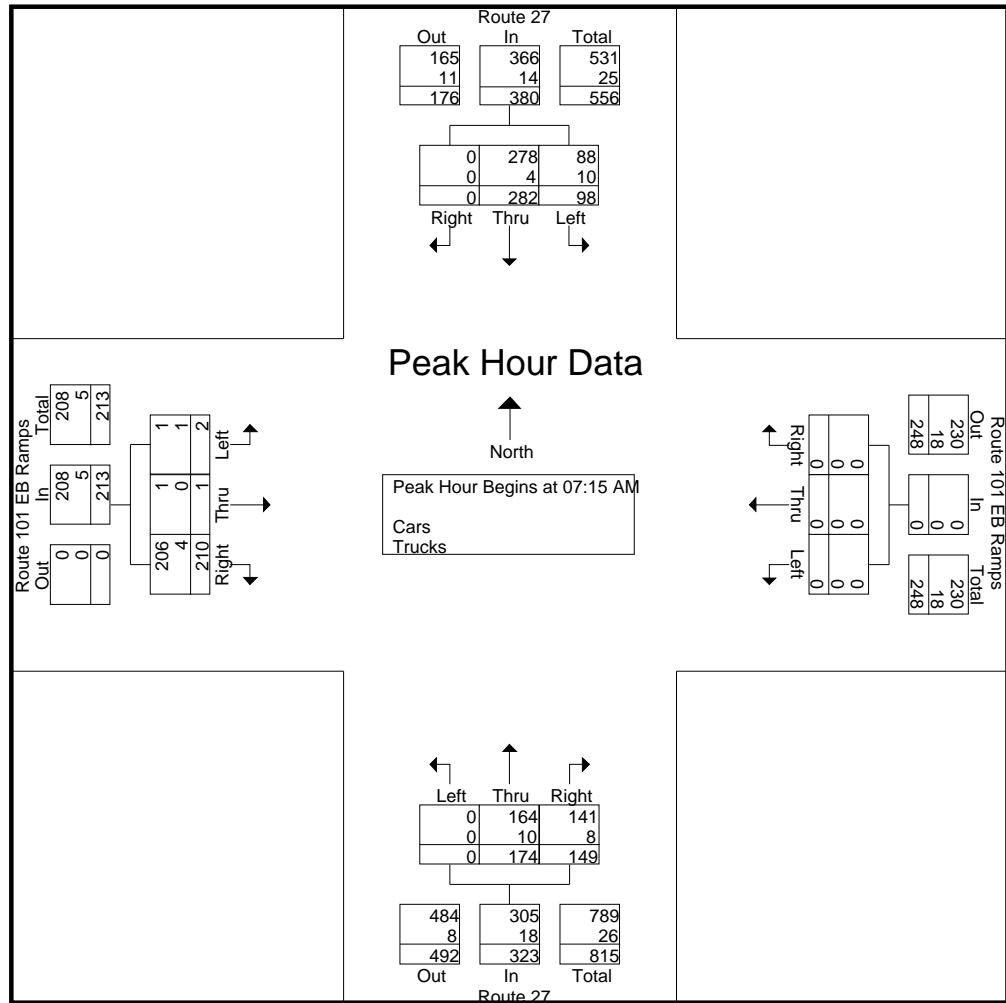 Route 27
Out In Total
165 366 531
11 14 25
176 380 556
0 278 88
0 4 10
0 282 98
Right Thru Left
Peak Hour Data
North
Peak Hour Begins at 07:15 AM
Cars
Trucks
Route 101 EB Ramps
Out In Total
0 208 208
0 5 5
0 213 213
Left Thru Right
1 1 206
1 0 4
2 1 210
Route 101 EB Ramps
Out In Total
230 0 230
18 0 18
248 0 248
Right Thru Left
0 0 0
0 0 0
0 0 0
Left Thru Right
0 164 141
0 10 8
0 174 149
484 305 789
8 18 26
492 323 815
Out In Total
Route 27